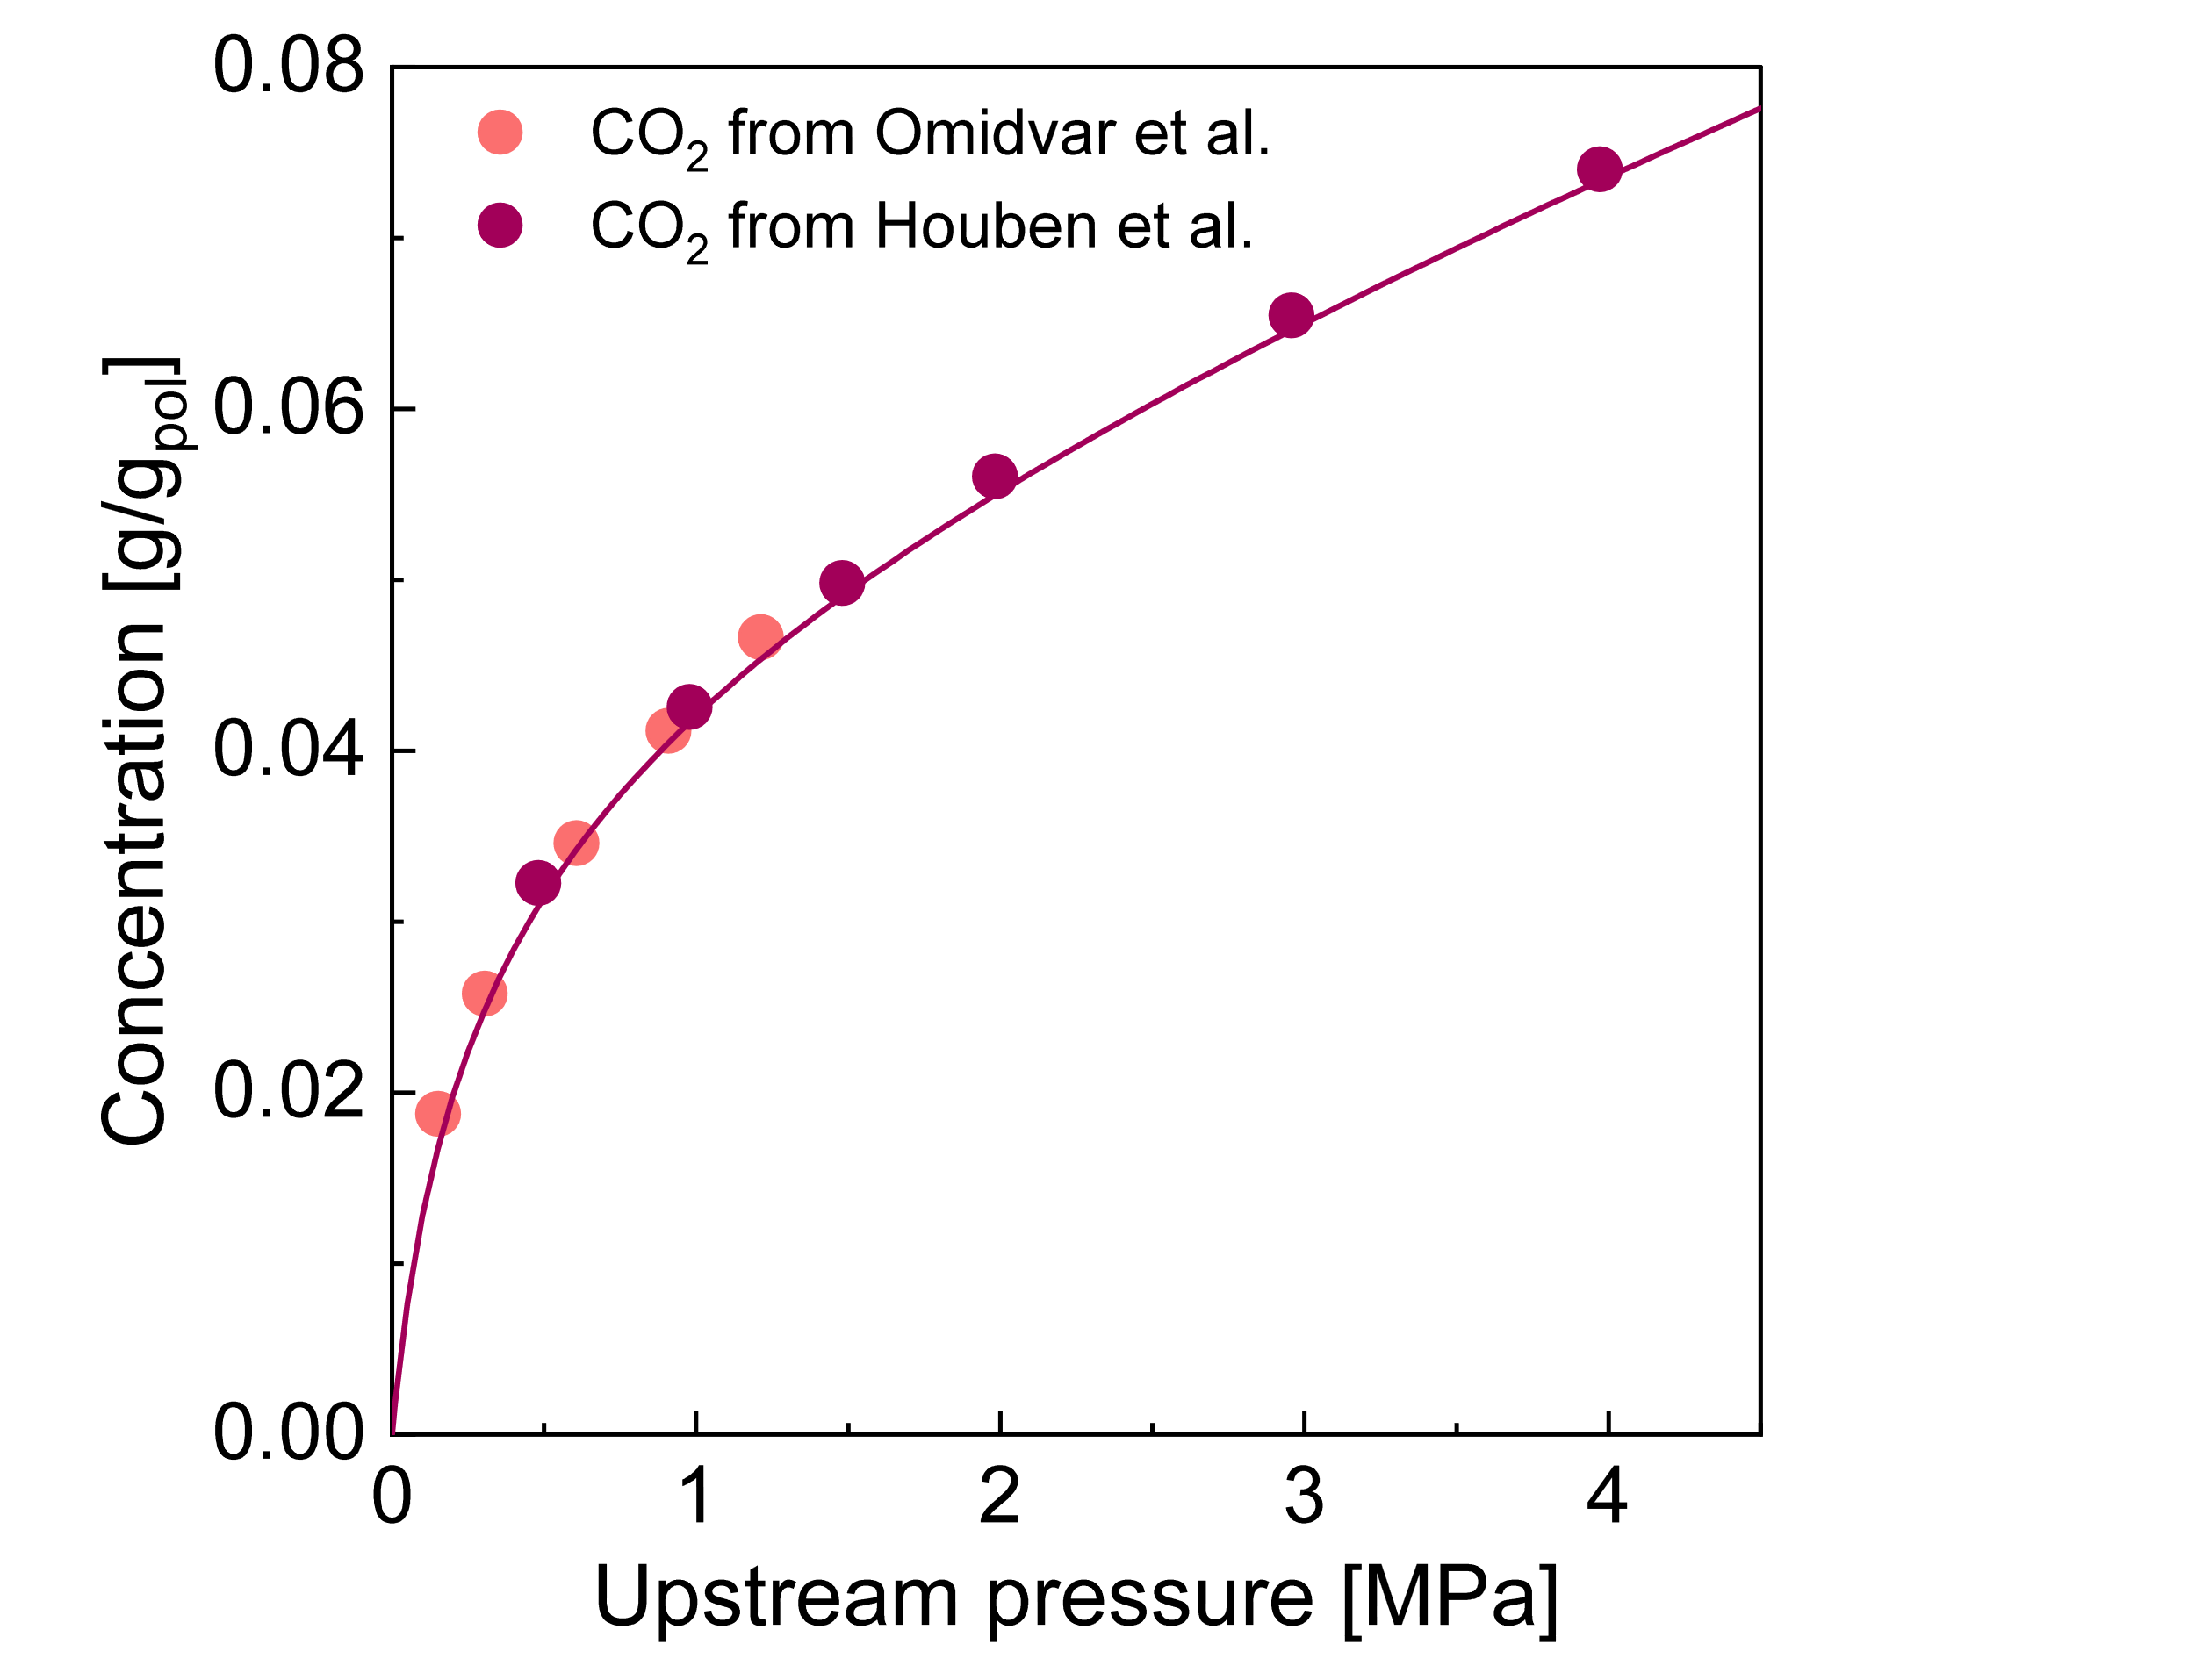 0.08
CO2 from Omidvar et al.
CO2 from Houben et al.
0.06
0.04
0.02
0.00
Concentration [g/gpol]
0 1 2 3 4
Upstream pressure [MPa]